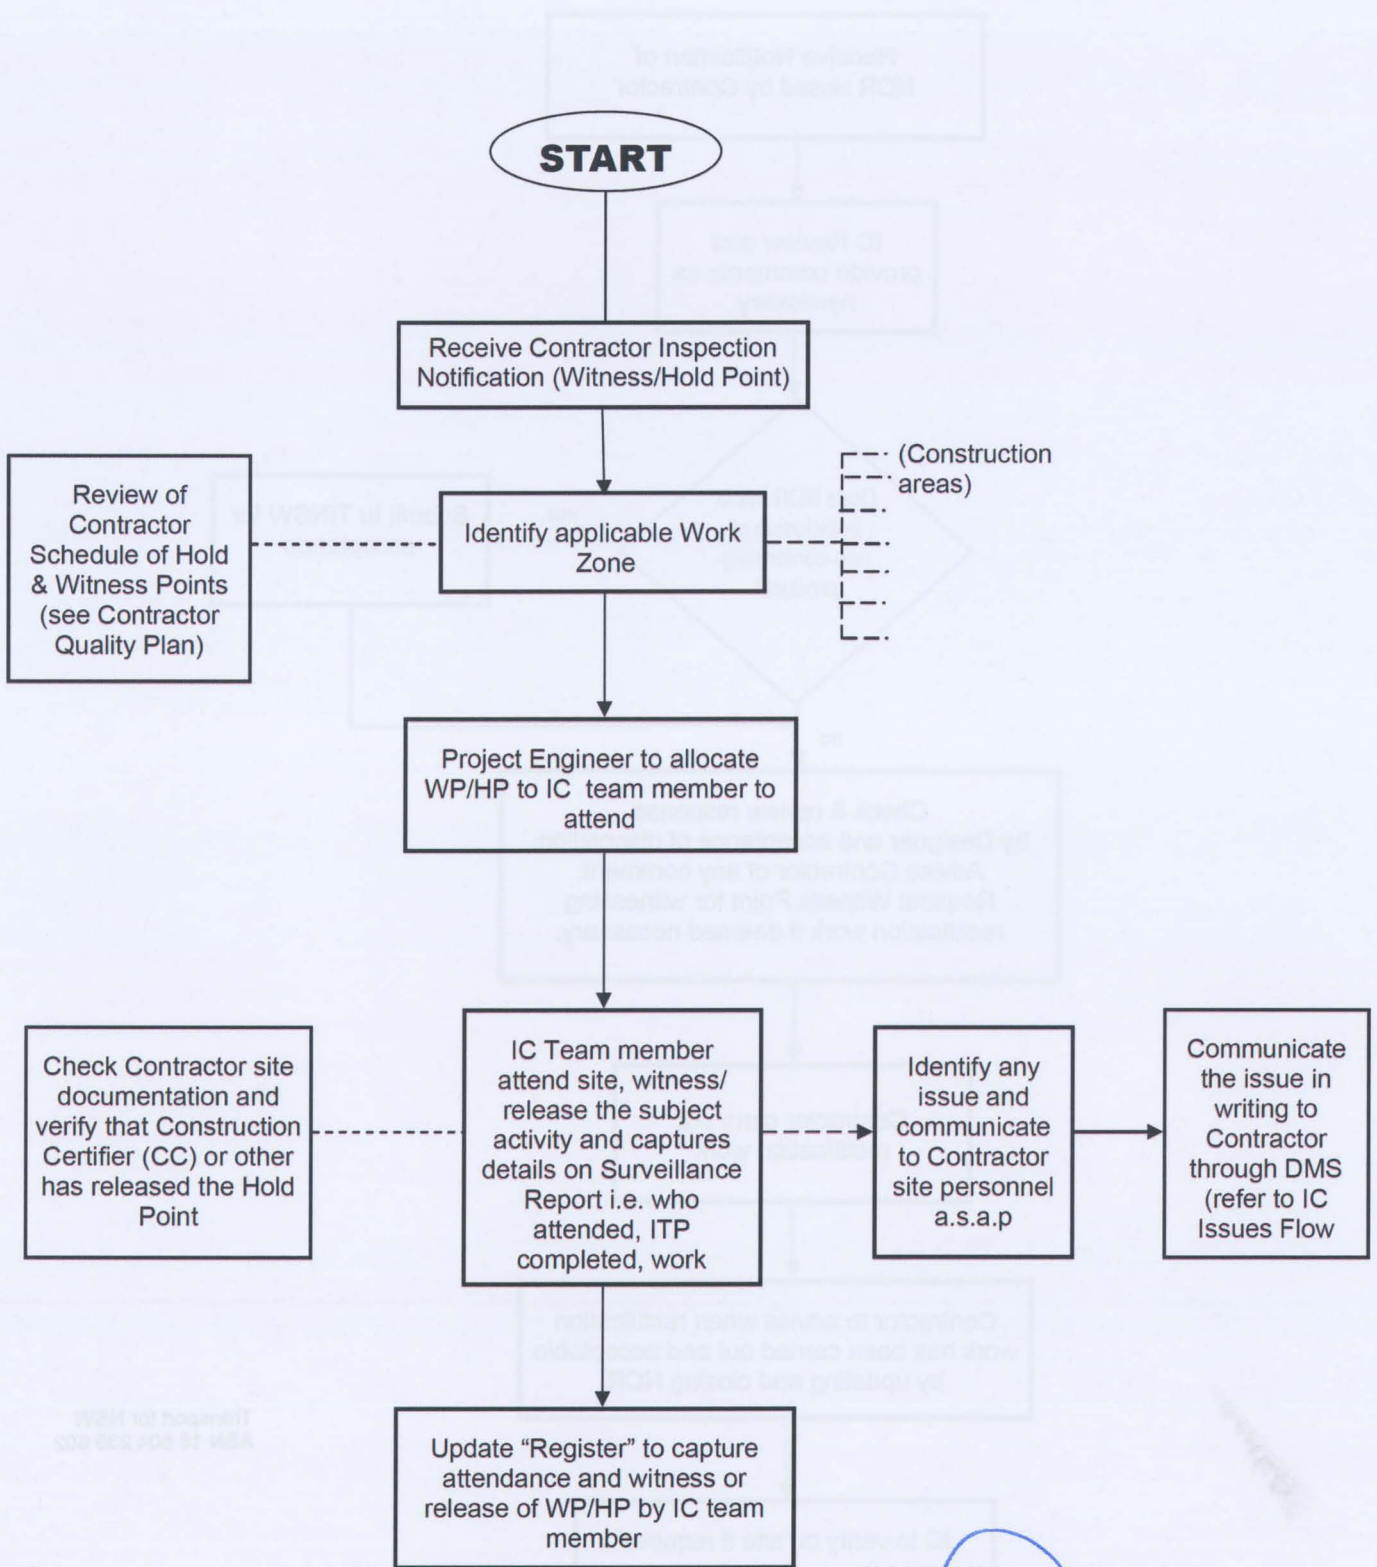 START
Receive Contractor Inspection
Notification (Witness/Hold Point)
Review of
Contractor
Schedule of Hold
& Witness Points
(see Contractor
Quality Plan)
Identify applicable Work
Zone
(Construction
areas)
Project Engineer to allocate
WP/HP to IC team member to
attend
Check Contractor site
documentation and
verify that Construction
Certifier (CC) or other
has released the Hold
Point
IC Team member
attend site, witness/
release the subject
activity and captures
details on Surveillance
Report i.e. who
attended, ITP
completed, work
Identify any
issue and
communicate
to Contractor
site personnel
a.s.a.p
Communicate
the issue in
writing to
Contractor
through DMS
(refer to IC
Issues Flow
Update “Register” to capture
attendance and witness or
release of WP/HP by IC team
member